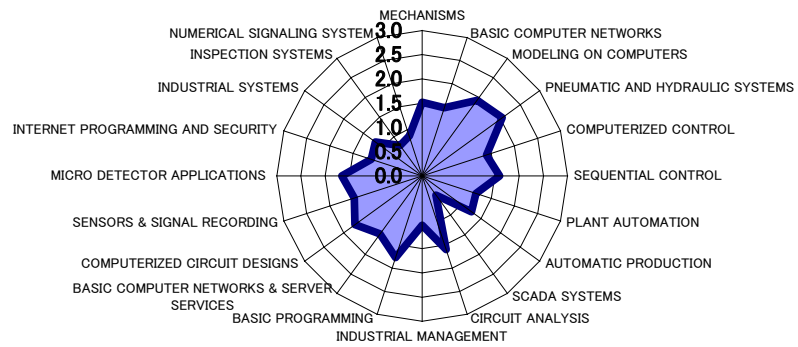 MECHANISMS
NUMERICAL SIGNALING SYSTEM
3.0
BASIC COMPUTER NETWORKS
INSPECTION SYSTEMS
2.5
MODELING ON COMPUTERS
INDUSTRIAL SYSTEMS
2.0
PNEUMATIC AND HYDRAULIC SYSTEMS
1.5
INTERNET PROGRAMMING AND SECURITY
1.0
COMPUTERIZED CONTROL
0.5
MICRO DETECTOR APPLICATIONS
0.0
SEQUENTIAL CONTROL
SENSORS & SIGNAL RECORDING
PLANT AUTOMATION
COMPUTERIZED CIRCUIT DESIGNS
AUTOMATIC PRODUCTION
BASIC COMPUTER NETWORKS & SERVER
SERVICES
SCADA SYSTEMS
BASIC PROGRAMMING
CIRCUIT ANALYSIS
INDUSTRIAL MANAGEMENT